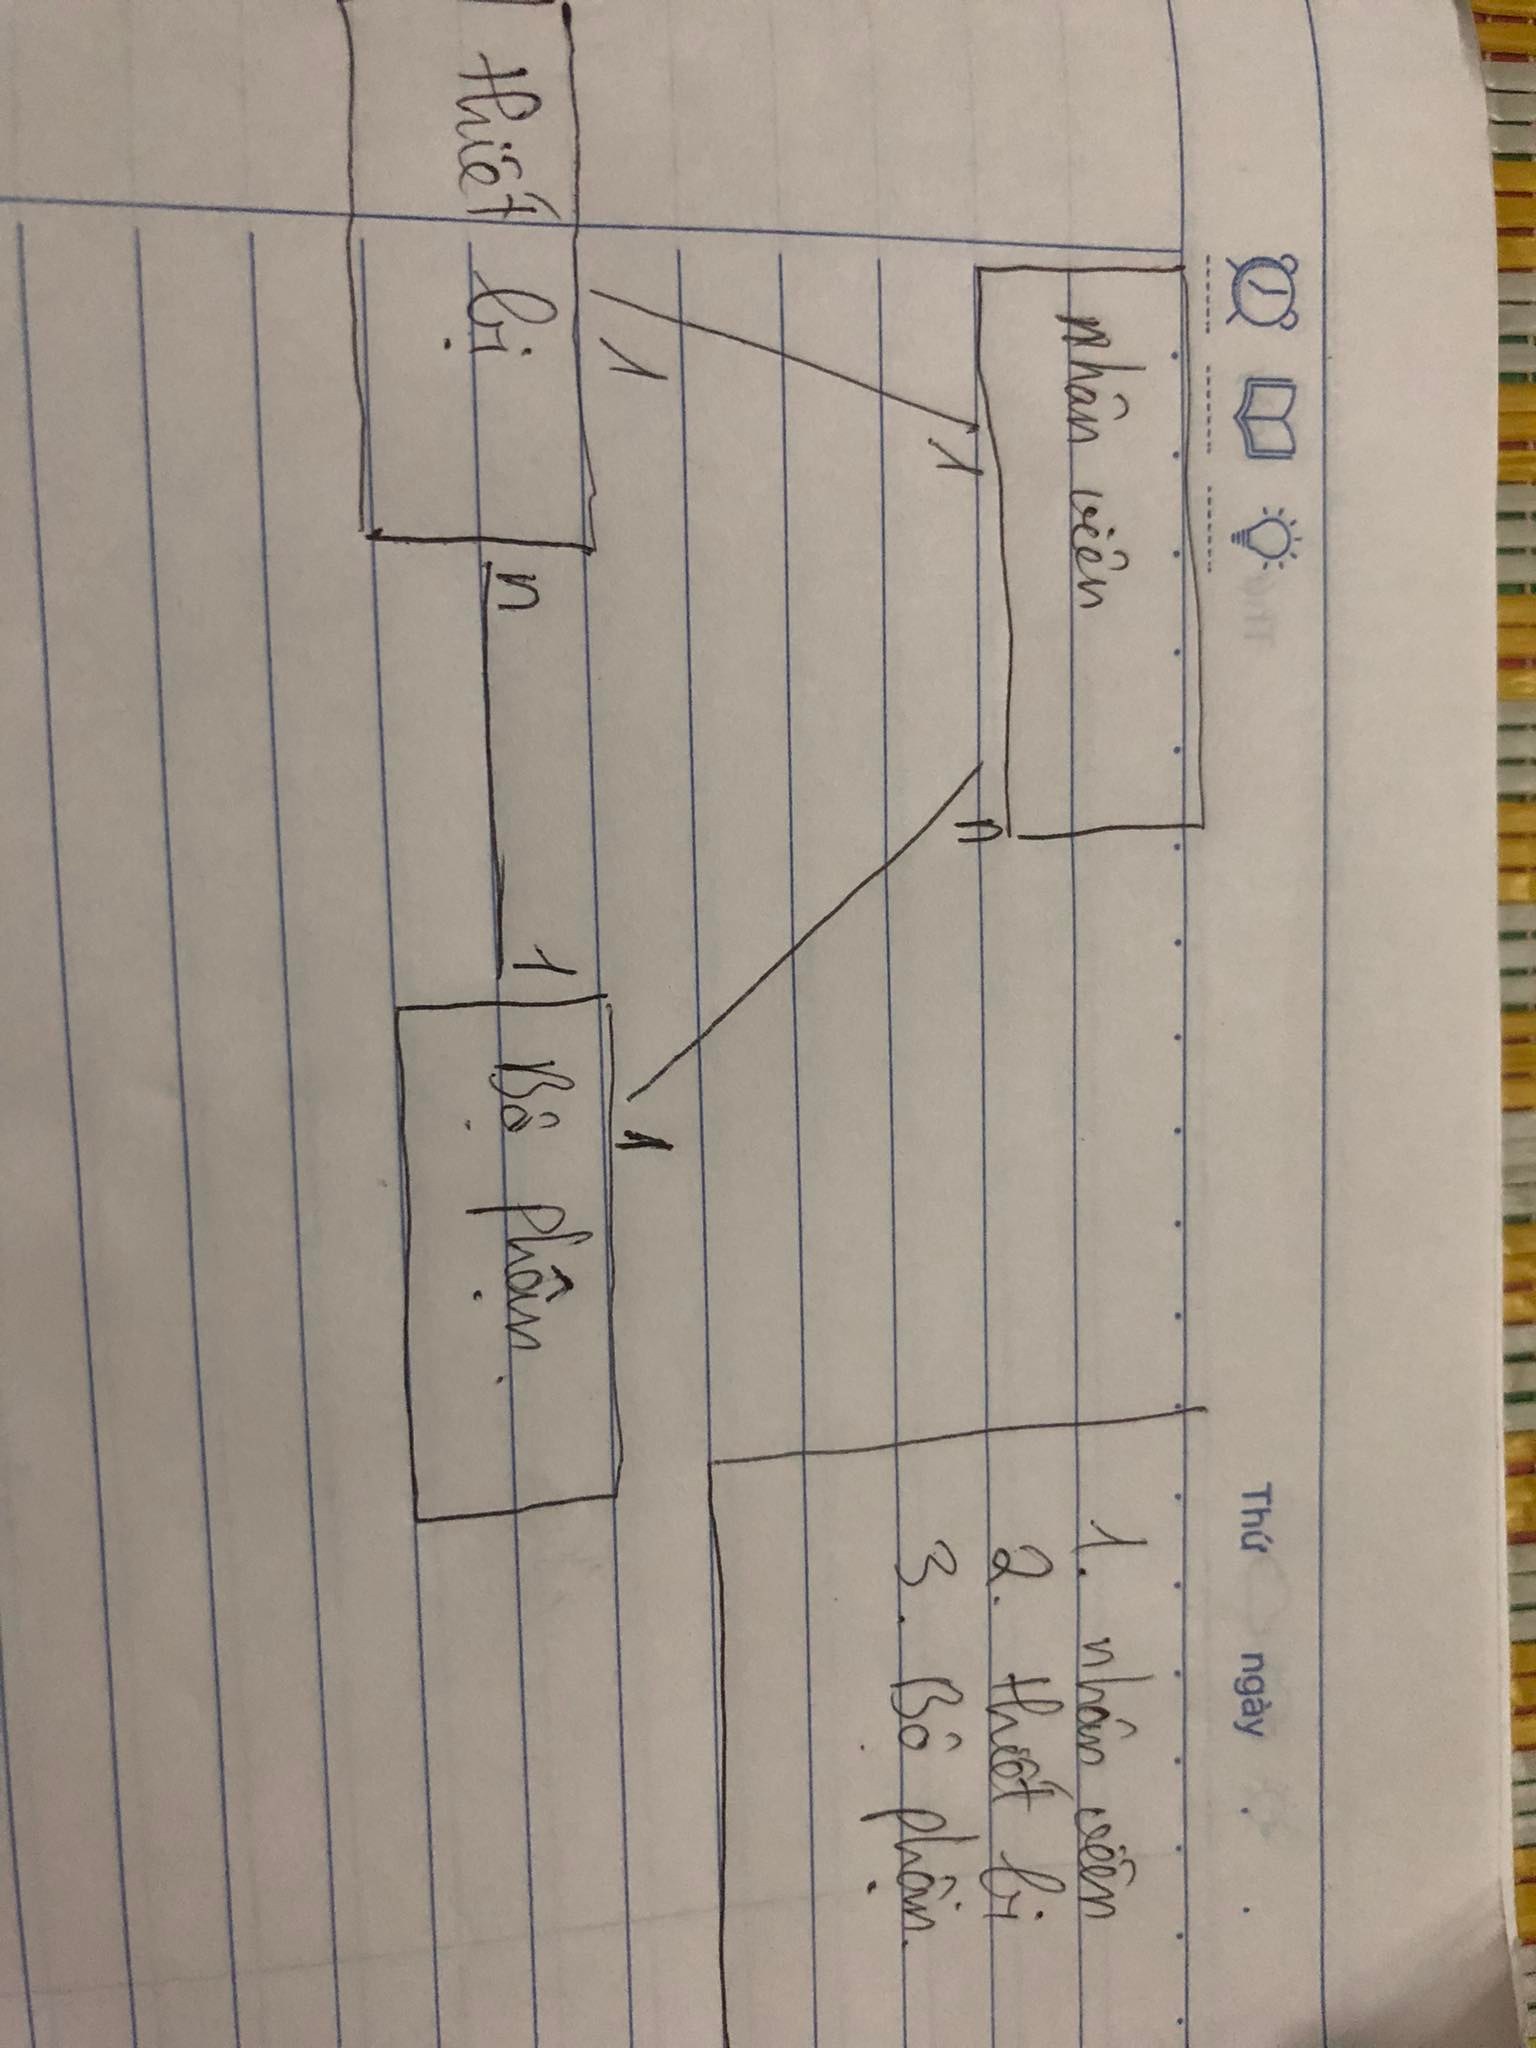 Thứ ngày
nhân viên
1. nhân viên
2. thiết bị
3. Bộ phận.
1 n
1 1
thiết bị n 1 Bộ phận.